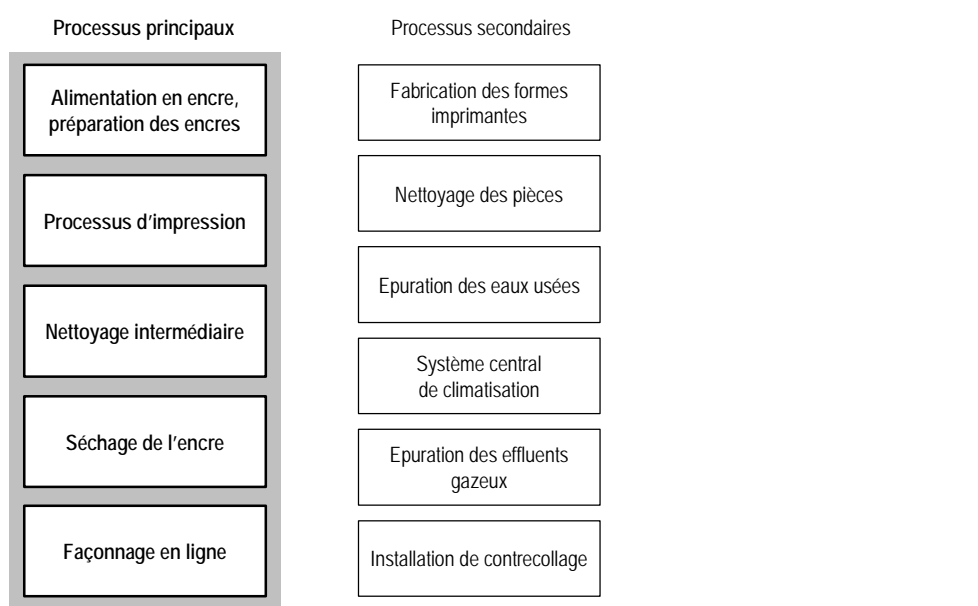 Processus principaux
Alimentation en encre,
préparation des encres
Processus d'impression
Nettoyage intermédiaire
Séchage de l'encre
Façonnage en ligne
Processus secondaires
Fabrication des formes
imprimantes
Nettoyage des pièces
Epuration des eaux usées
Système central
de climatisation
Epuration des effluents
gazeux
Installation de contrecollage